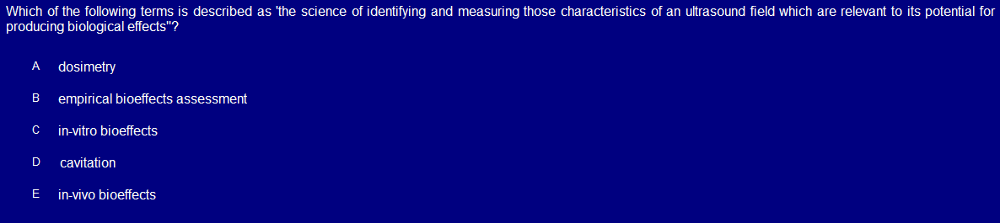 Which of the following terms is described as 'the science of identifying and measuring those characteristics of an ultrasound field which are relevant to its potential for
producing biological effects"?
A dosimetry
B empirical bioeffects assessment
C in-vitro bioeffects
D cavitation
E in-vivo bioeffects